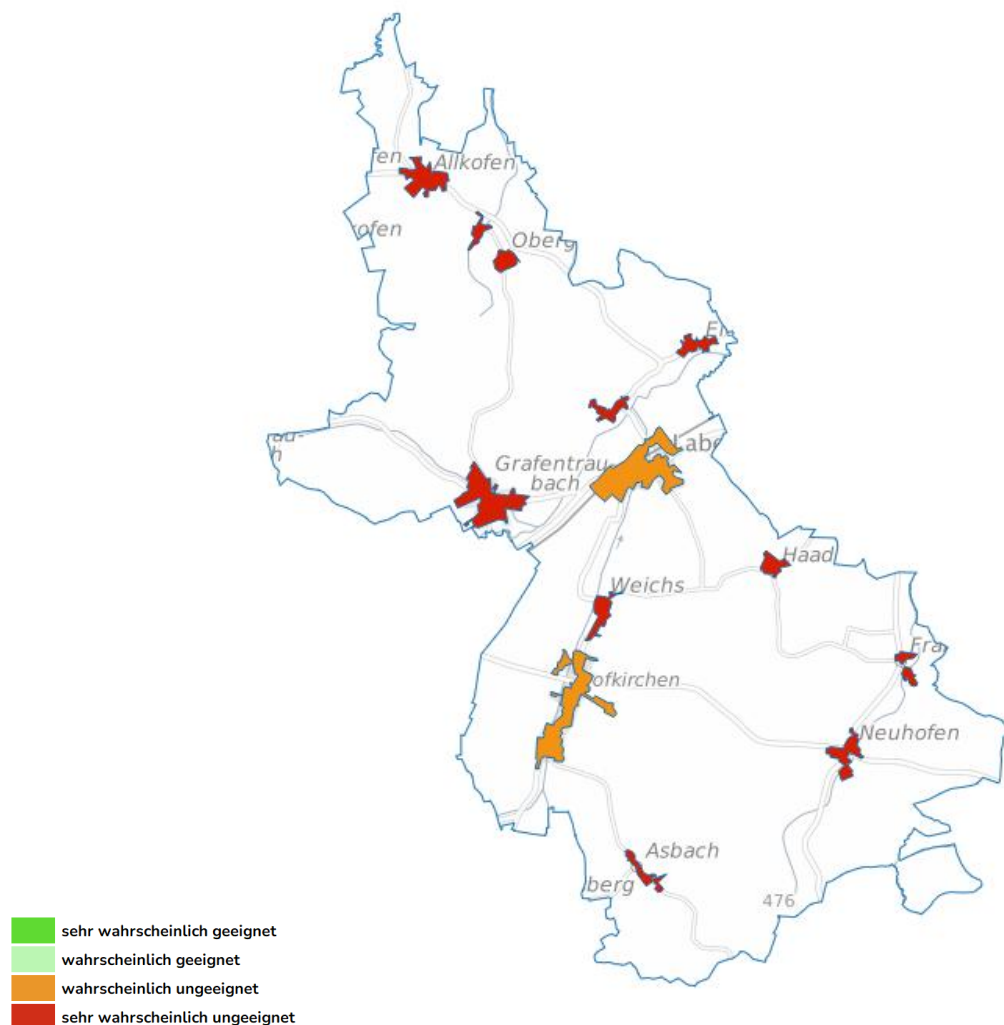 fen
Allkofen
ofen
Oberg
Labe
Grafentrau-
bach
Haad
Weichs
Fra
ofkirchen
Neuhofen
Asbach
berg
476
sehr wahrscheinlich geeignet
wahrscheinlich geeignet
wahrscheinlich ungeeignet
sehr wahrscheinlich ungeeignet